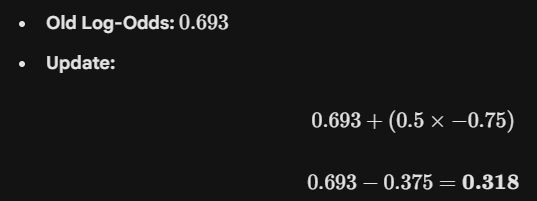 • Old Log-Odds: 0.693
• Update:
0.693 + (0.5 × −0.75)
0.693 − 0.375 = 0.318